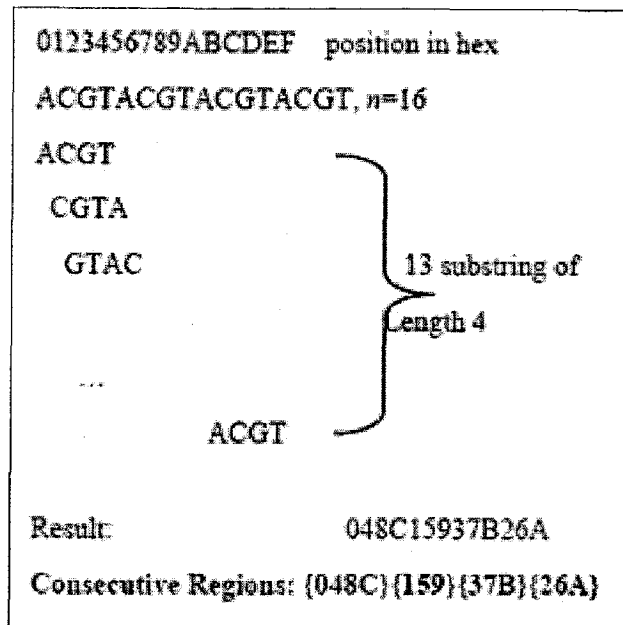 0123456789ABCDEF position in hex
ACGTACGTACGTACGT, n=16
ACGT
CGTA
GTAC
13 substring of
Length 4
...
ACGT
Result: 048C15937B26A
Consecutive Regions: {048C}{159}{37B}{26A}